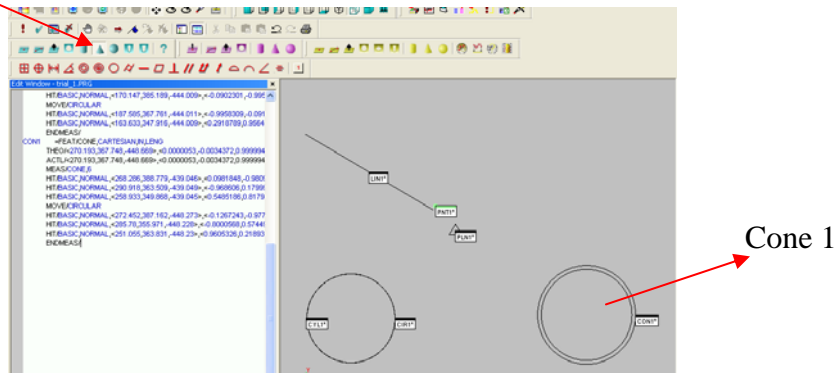 Edit Window - trial_1.PRG
HIT/BASIC,NORMAL,<170.147,385.189,-444.009>,<-0.0902301,-0.995
MOVE/CIRCULAR
HIT/BASIC,NORMAL,<187.585,367.761,-444.011>,<-0.9958309,-0.091
HIT/BASIC,NORMAL,<163.633,347.916,-444.009>,<0.2918789,0.9564
ENDMEAS/
CON1 =FEAT/CONE,CARTESIAN,IN,LENG
THEO/<270.193,367.748,-448.669>,<0.0000053,-0.0034372,0.999994
ACTL/<270.193,367.748,-448.669>,<0.0000053,-0.0034372,0.999994
MEAS/CONE,6
HIT/BASIC,NORMAL,<268.286,388.779,-439.046>,<0.0981848,-0.980
HIT/BASIC,NORMAL,<290.918,363.509,-439.049>,<-0.968606,0.1799
HIT/BASIC,NORMAL,<258.933,349.868,-439.045>,<0.5485186,0.8179
MOVE/CIRCULAR
HIT/BASIC,NORMAL,<272.452,387.162,-448.273>,<-0.1267243,-0.977
HIT/BASIC,NORMAL,<285.78,355.971,-448.228>,<-0.8000568,0.5744
HIT/BASIC,NORMAL,<251.055,363.831,-448.23>,<0.9605326,0.21893
ENDMEAS/
LIN1*
PNT1*
PLN1*
Cone 1
CYL1*
CIR1*
CON1*